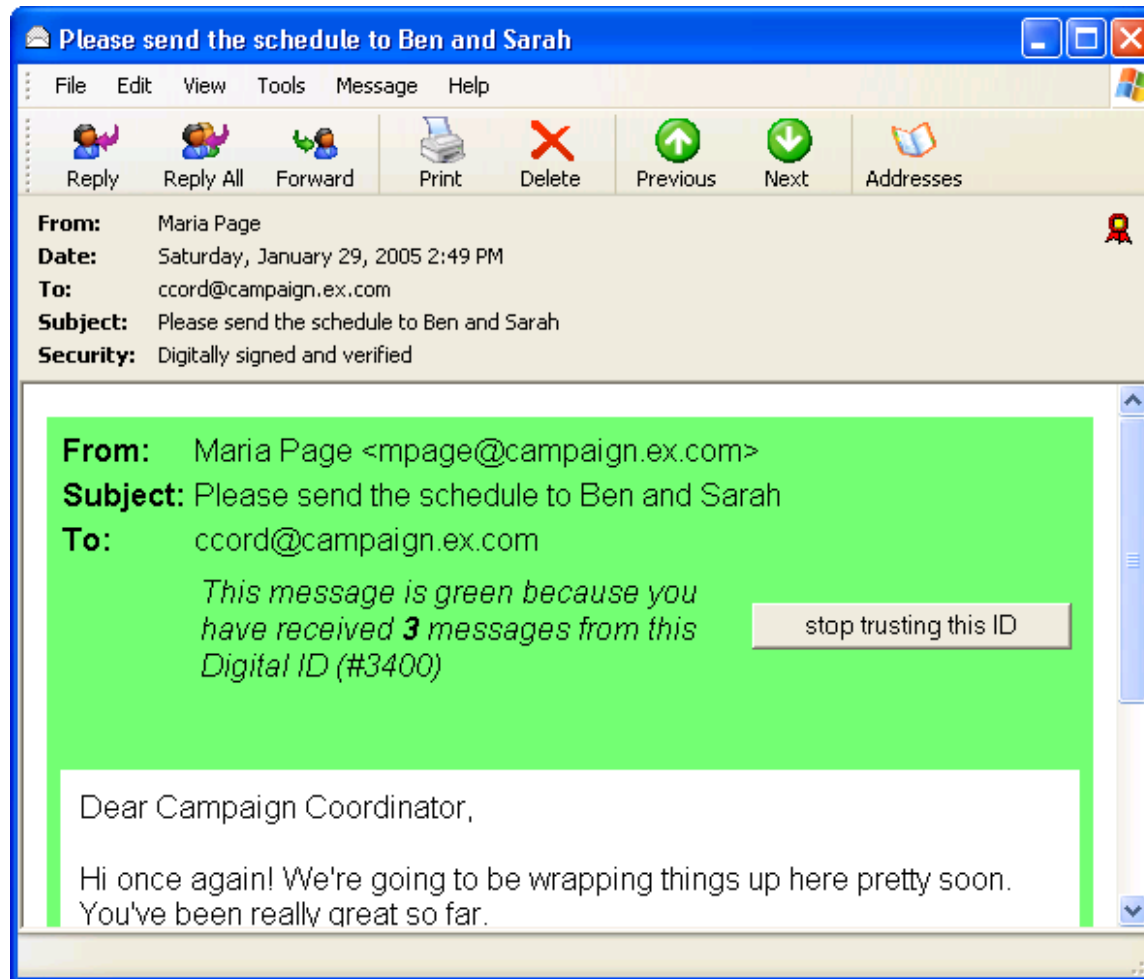 Please send the schedule to Ben and Sarah
File Edit View Tools Message Help
Reply Reply All Forward Print Delete Previous Next Addresses
From: Maria Page
Date: Saturday, January 29, 2005 2:49 PM
To: ccord@campaign.ex.com
Subject: Please send the schedule to Ben and Sarah
Security: Digitally signed and verified
From: Maria Page <mpage@campaign.ex.com>
Subject: Please send the schedule to Ben and Sarah
To: ccord@campaign.ex.com
This message is green because you
have received 3 messages from this
Digital ID (#3400)
stop trusting this ID
Dear Campaign Coordinator,
Hi once again! We're going to be wrapping things up here pretty soon.
You've been really great so far.